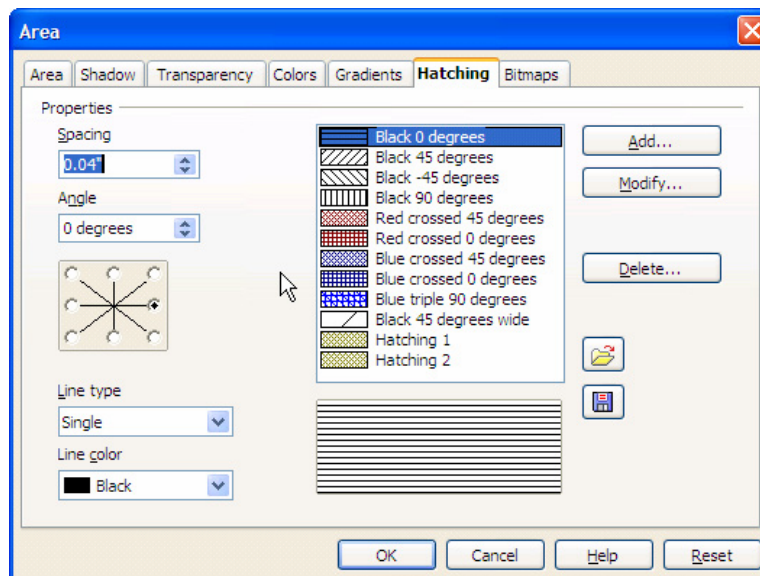 Area
Area Shadow Transparency Colors Gradients Hatching Bitmaps
Properties
Spacing
0.04"
Angle
0 degrees
Line type
Single
Line color
Black
Black 0 degrees
Black 45 degrees
Black -45 degrees
Black 90 degrees
Red crossed 45 degrees
Red crossed 0 degrees
Blue crossed 45 degrees
Blue crossed 0 degrees
Blue triple 90 degrees
Black 45 degrees wide
Hatching 1
Hatching 2
Add...
Modify...
Delete...
OK Cancel Help Reset